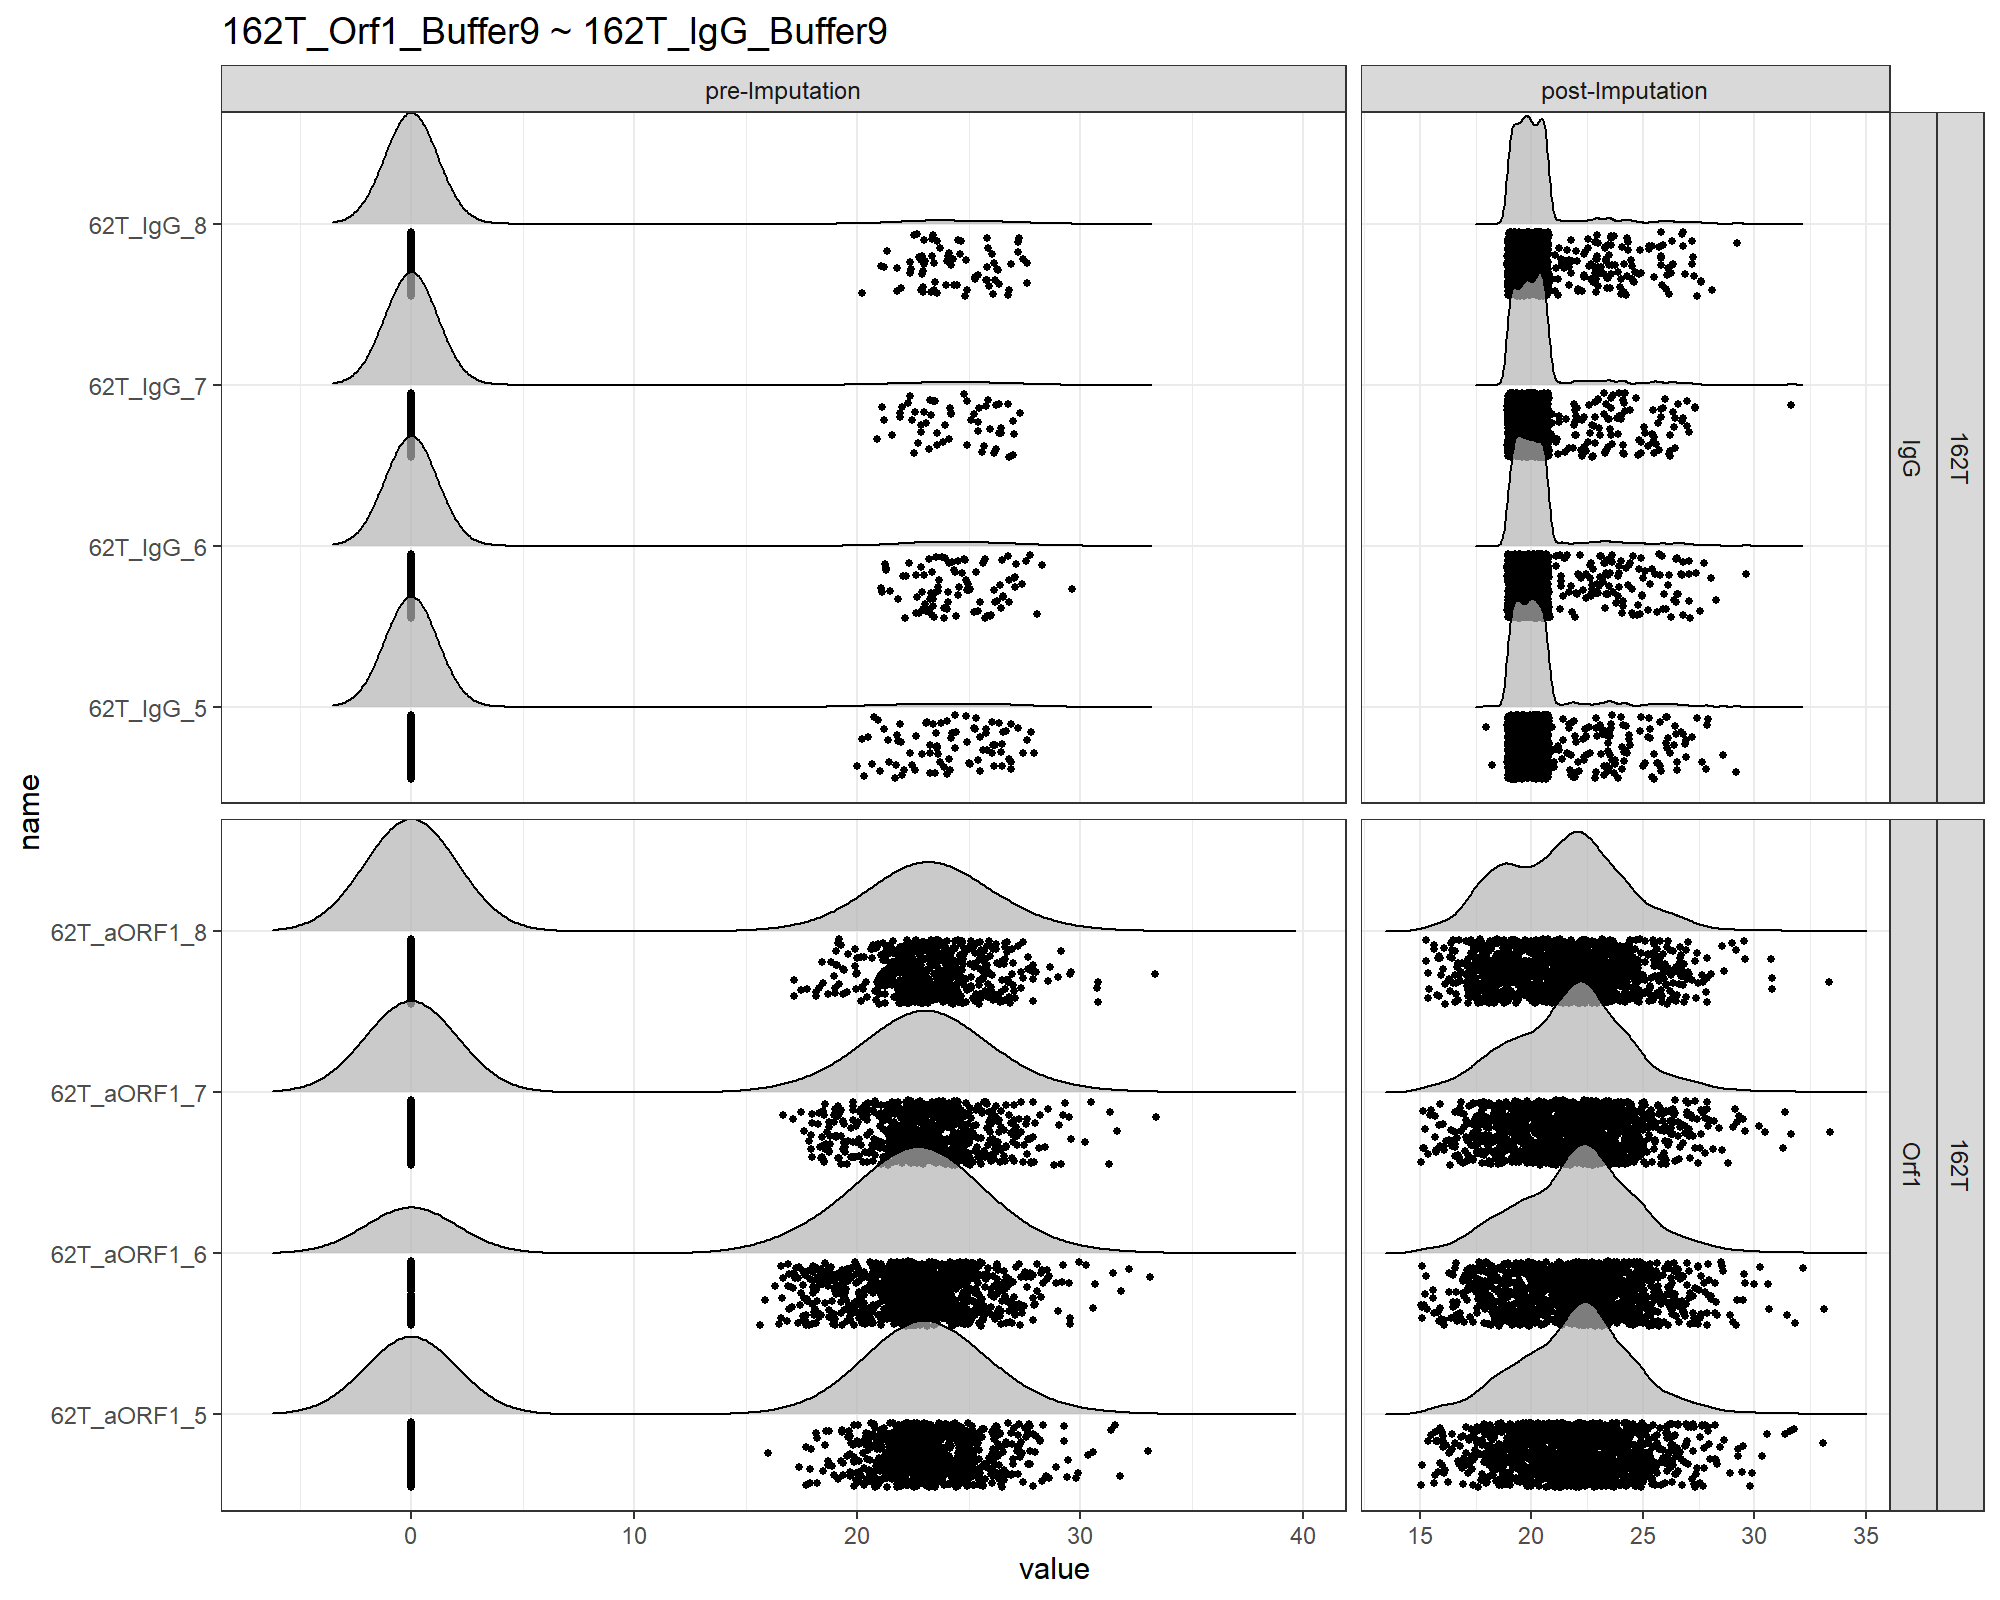 162T_Orf1_Buffer9 ~ 162T_IgG_Buffer9
pre-Imputation
post-Imputation
62T_IgG_8
62T_IgG_7
62T_IgG_6
62T_IgG_5
IgG
162T
name
62T_aORF1_8
62T_aORF1_7
62T_aORF1_6
62T_aORF1_5
Orf1
162T
0
10
20
30
40
15
20
25
30
35
value